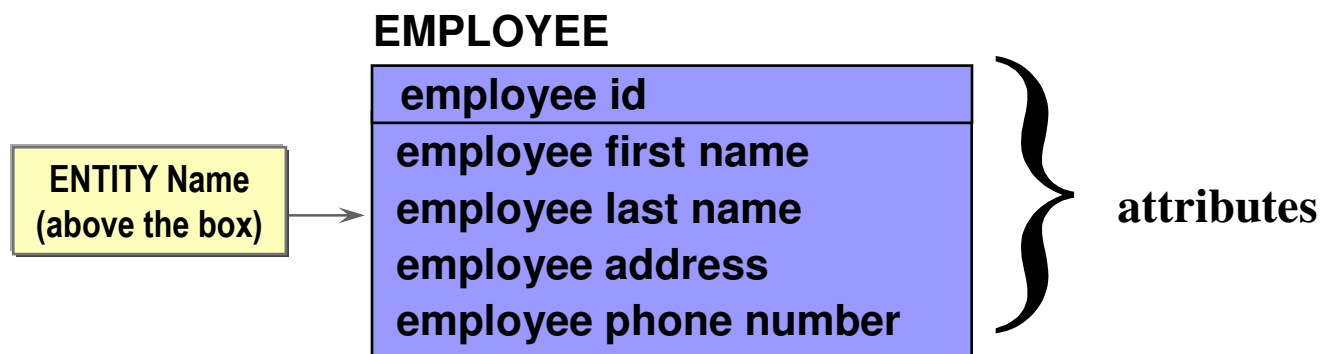 EMPLOYEE
employee id
employee first name
employee last name
employee address
employee phone number
ENTITY Name
(above the box)
attributes